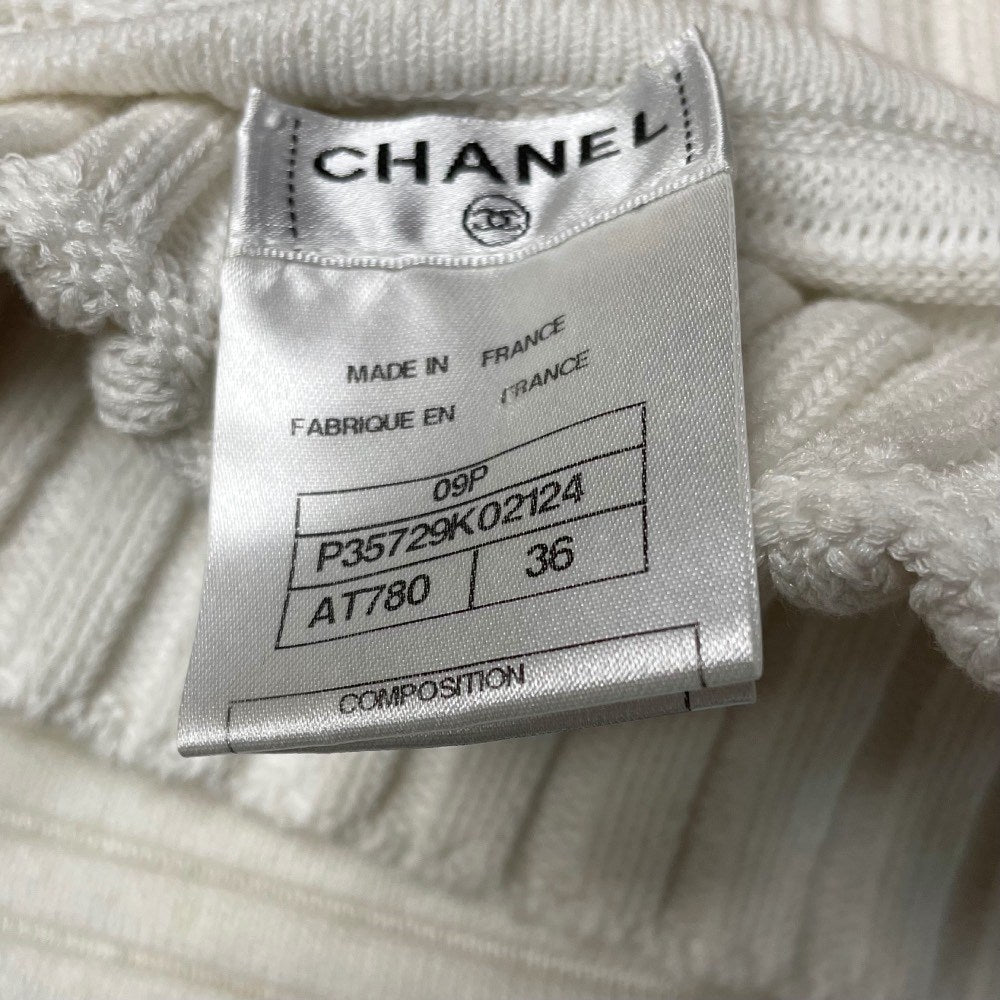 CHANEL
MADE IN FRANCE
FABRIQUE EN FRANCE
09P
P35729K02124
AT780 36
COMPOSITION